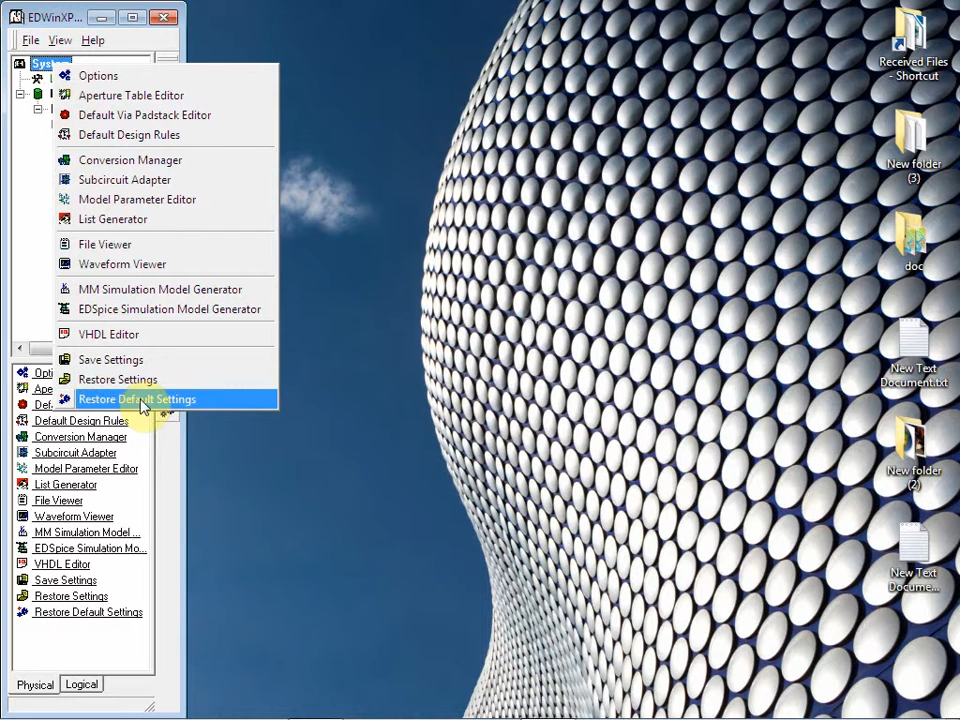 EDWinXP...
File View Help
System
Options
Aperture Table Editor
Default Via Padstack Editor
Default Design Rules
Conversion Manager
Subcircuit Adapter
Model Parameter Editor
List Generator
File Viewer
Waveform Viewer
MM Simulation Model Generator
EDSpice Simulation Model Generator
VHDL Editor
Save Settings
Restore Settings
Restore Default Settings
Opti
Ape
Def
Default Design Rules
Conversion Manager
Subcircuit Adapter
Model Parameter Editor
List Generator
File Viewer
Waveform Viewer
MM Simulation Model ...
EDSpice Simulation Mo...
VHDL Editor
Save Settings
Restore Settings
Restore Default Settings
Physical Logical
Received Files
- Shortcut
New folder
(3)
doc
New Text
Document.txt
New folder
(2)
New Text
Docume...